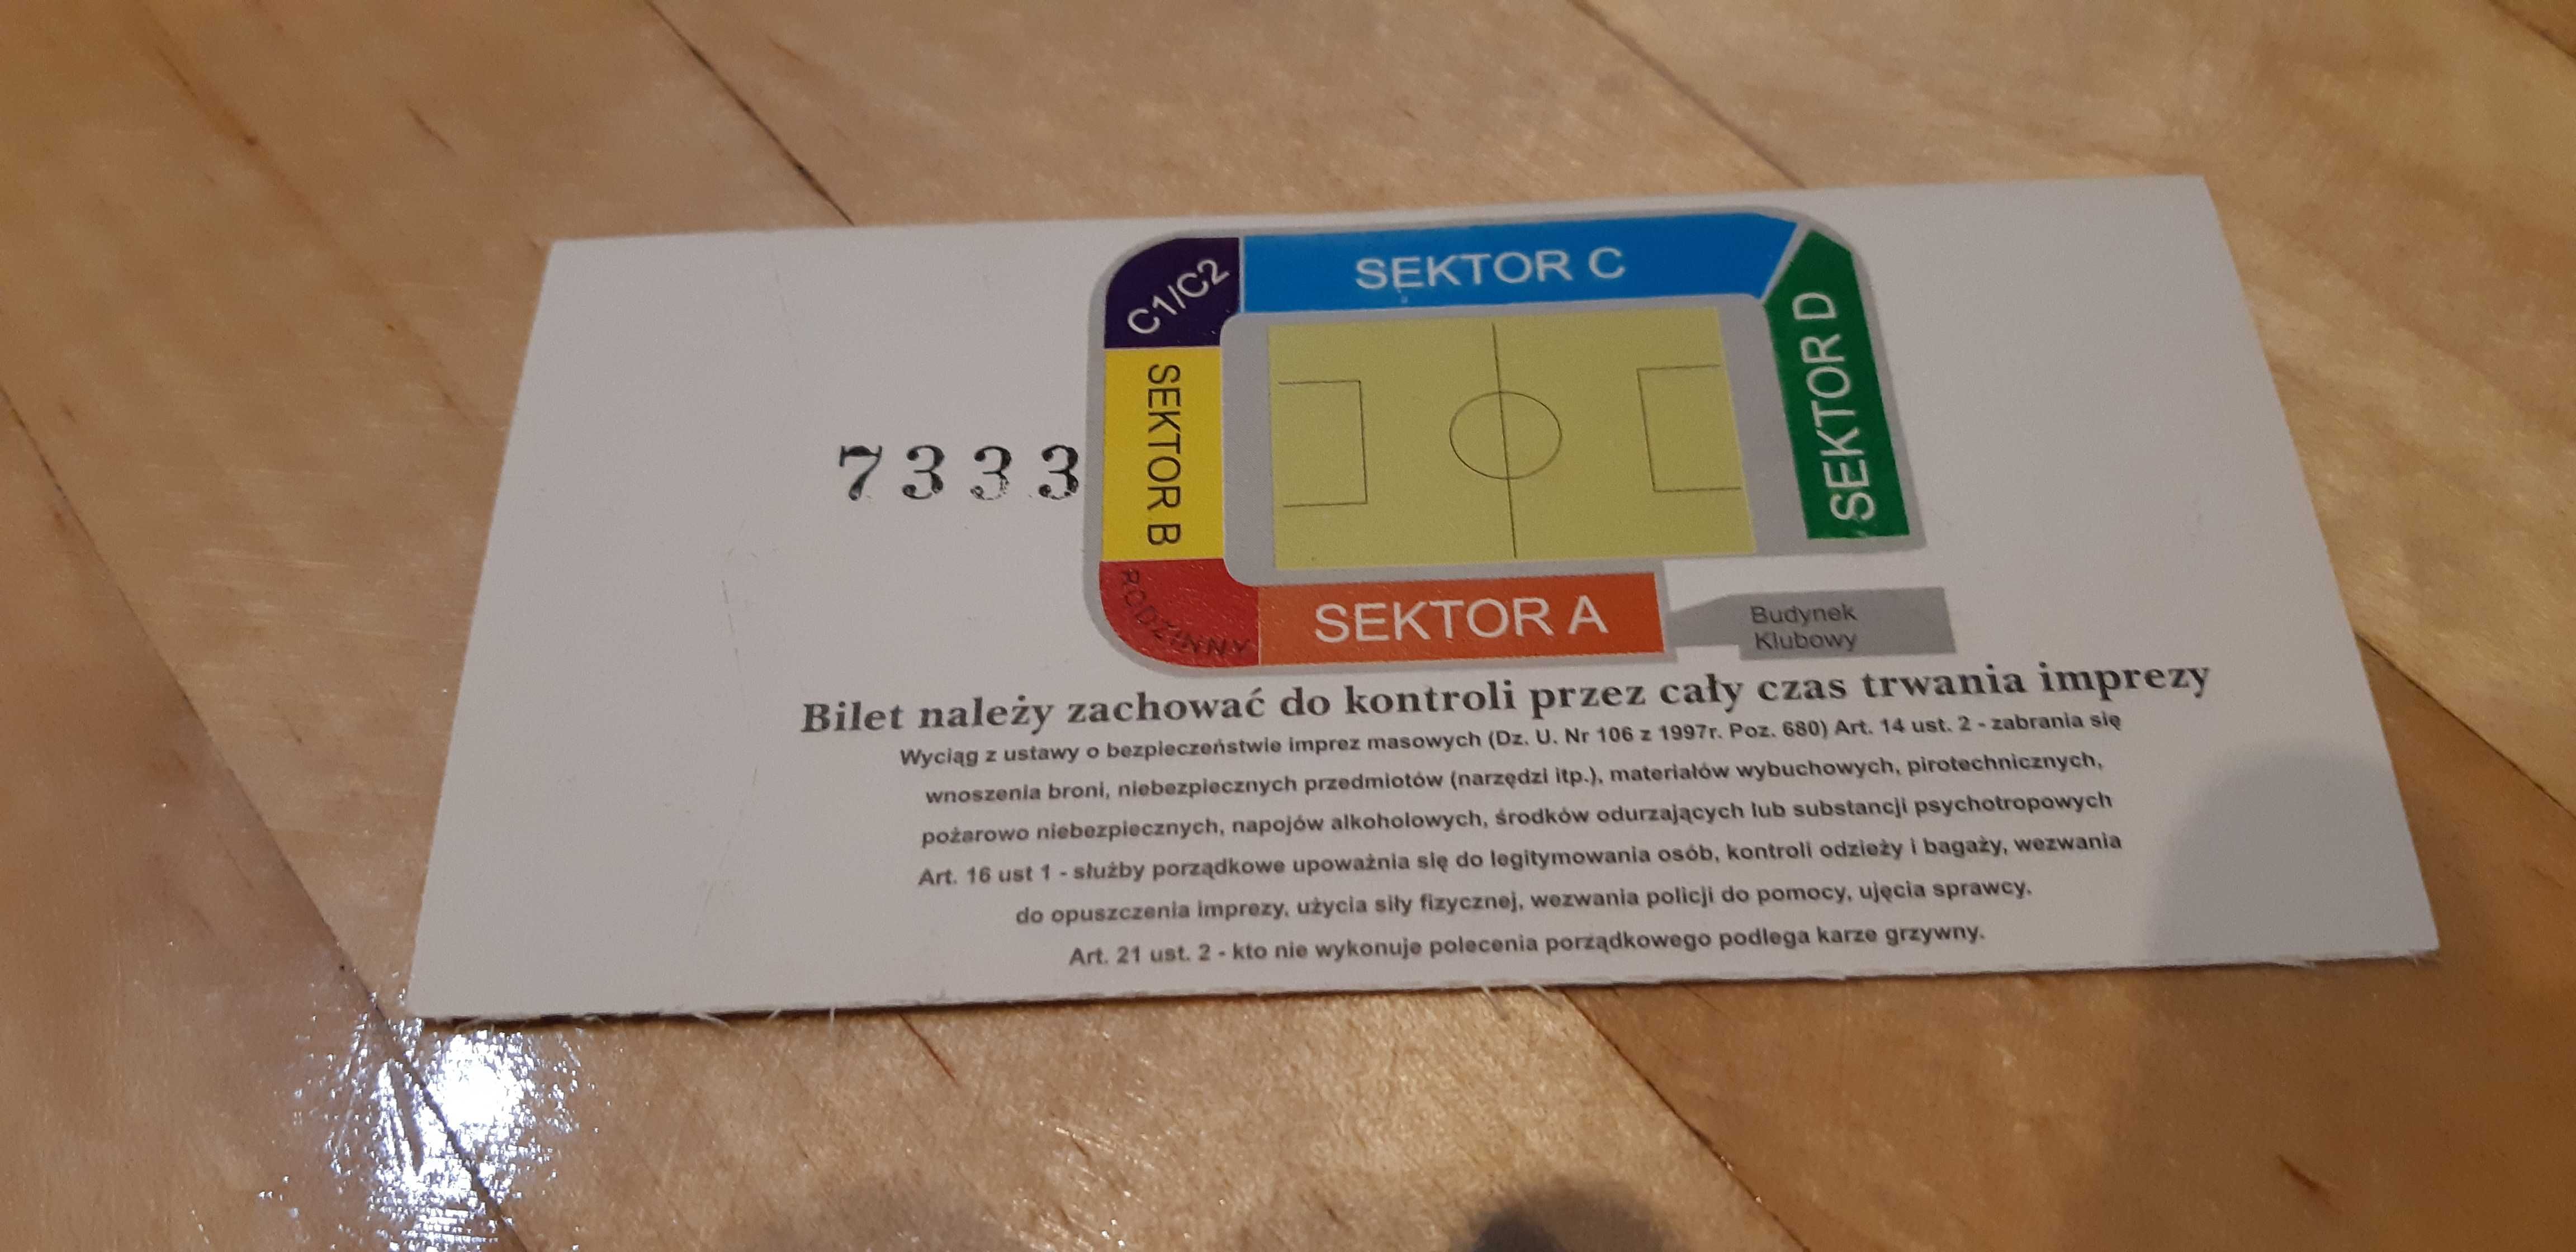 SEKTOR C
C1/C2
SEKTOR D
SEKTOR B
7333
RODZINNY
SEKTOR A
Budynek
Klubowy
Bilet należy zachować do kontroli przez cały czas trwania imprezy
Wyciąg z ustawy o bezpieczeństwie imprez masowych (Dz. U. Nr 106 z 1997r. Poz. 680) Art. 14 ust. 2 - zabrania się
wnoszenia broni, niebezpiecznych przedmiotów (narzędzi itp.), materiałów wybuchowych, pirotechnicznych,
pożarowo niebezpiecznych, napojów alkoholowych, środków odurzających lub substancji psychotropowych
Art. 16 ust 1 - służby porządkowe upoważnia się do legitymowania osób, kontroli odzieży i bagaży, wezwania
do opuszczenia imprezy, użycia siły fizycznej, wezwania policji do pomocy, ujęcia sprawcy.
Art. 21 ust. 2 - kto nie wykonuje polecenia porządkowego podlega karze grzywny.